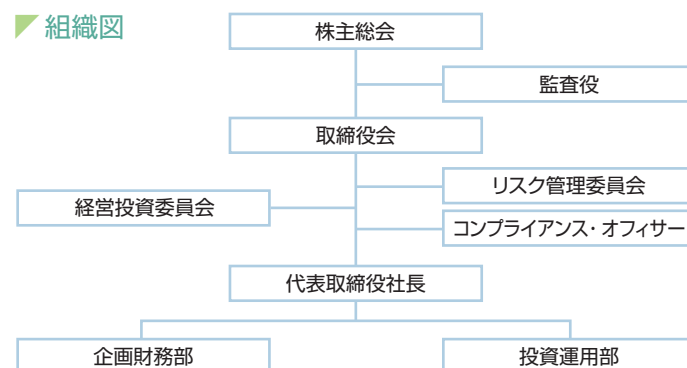 組織図
株主総会
監査役
取締役会
リスク管理委員会
経営投資委員会
コンプライアンス・オフィサー
代表取締役社長
企画財務部
投資運用部